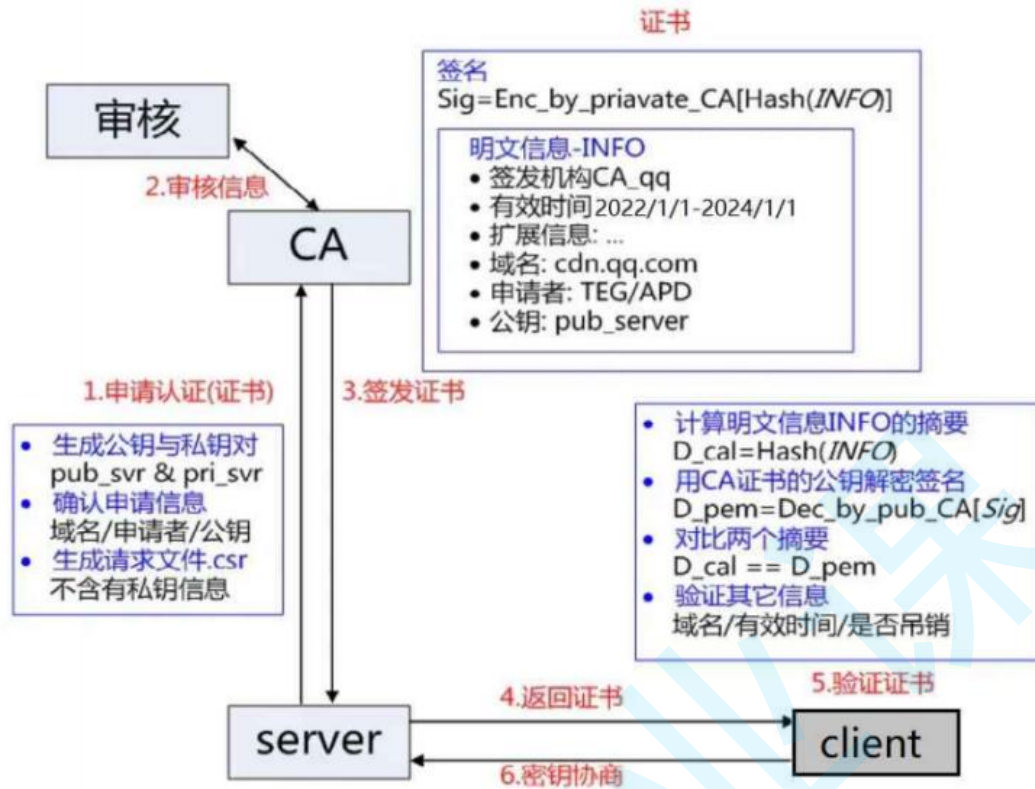 证书
签名
Sig=Enc_by_priavate_CA[Hash(INFO)]
明文信息-INFO
• 签发机构CA_qq
• 有效时间2022/1/1-2024/1/1
• 扩展信息: ...
• 域名: cdn.qq.com
• 申请者: TEG/APD
• 公钥: pub_server
审核
2.审核信息
CA
1.申请认证(证书)
3.签发证书
• 生成公钥与私钥对
pub_svr & pri_svr
• 确认申请信息
域名/申请者/公钥
• 生成请求文件.csr
不含有私钥信息
• 计算明文信息INFO的摘要
D_cal=Hash(INFO)
• 用CA证书的公钥解密签名
D_pem=Dec_by_pub_CA[Sig]
• 对比两个摘要
D_cal == D_pem
• 验证其它信息
域名/有效时间/是否吊销
server
4.返回证书
5.验证证书
client
6.密钥协商